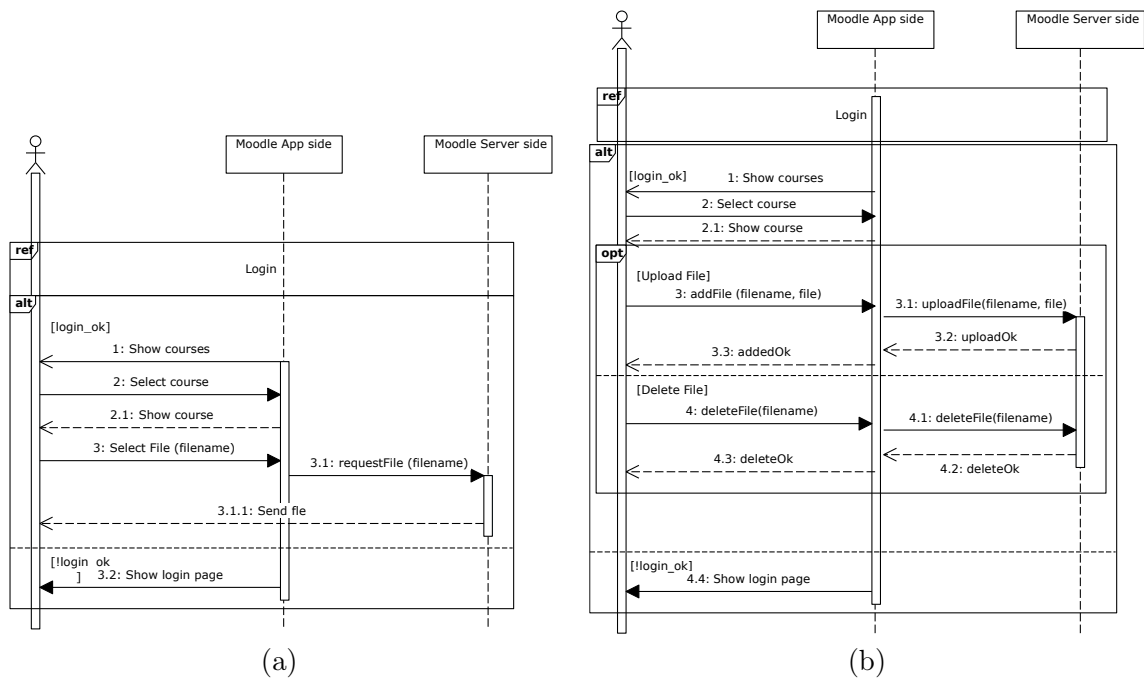 Moodle App side
Moodle Server side
ref
Login
alt
[login_ok]
1: Show courses
2: Select course
2.1: Show course
3: Select File (filename)
3.1: requestFile (filename)
3.1.1: Send fle
[!login_ok
]
3.2: Show login page
(a)
Moodle App side
Moodle Server side
ref
Login
alt
[login_ok]
1: Show courses
2: Select course
2.1: Show course
opt
[Upload File]
3: addFile (filename, file)
3.1: uploadFile(filename, file)
3.2: uploadOk
3.3: addedOk
[Delete File]
4: deleteFile(filename)
4.1: deleteFile(filename)
4.2: deleteOk
4.3: deleteOk
[!login_ok]
4.4: Show login page
(b)